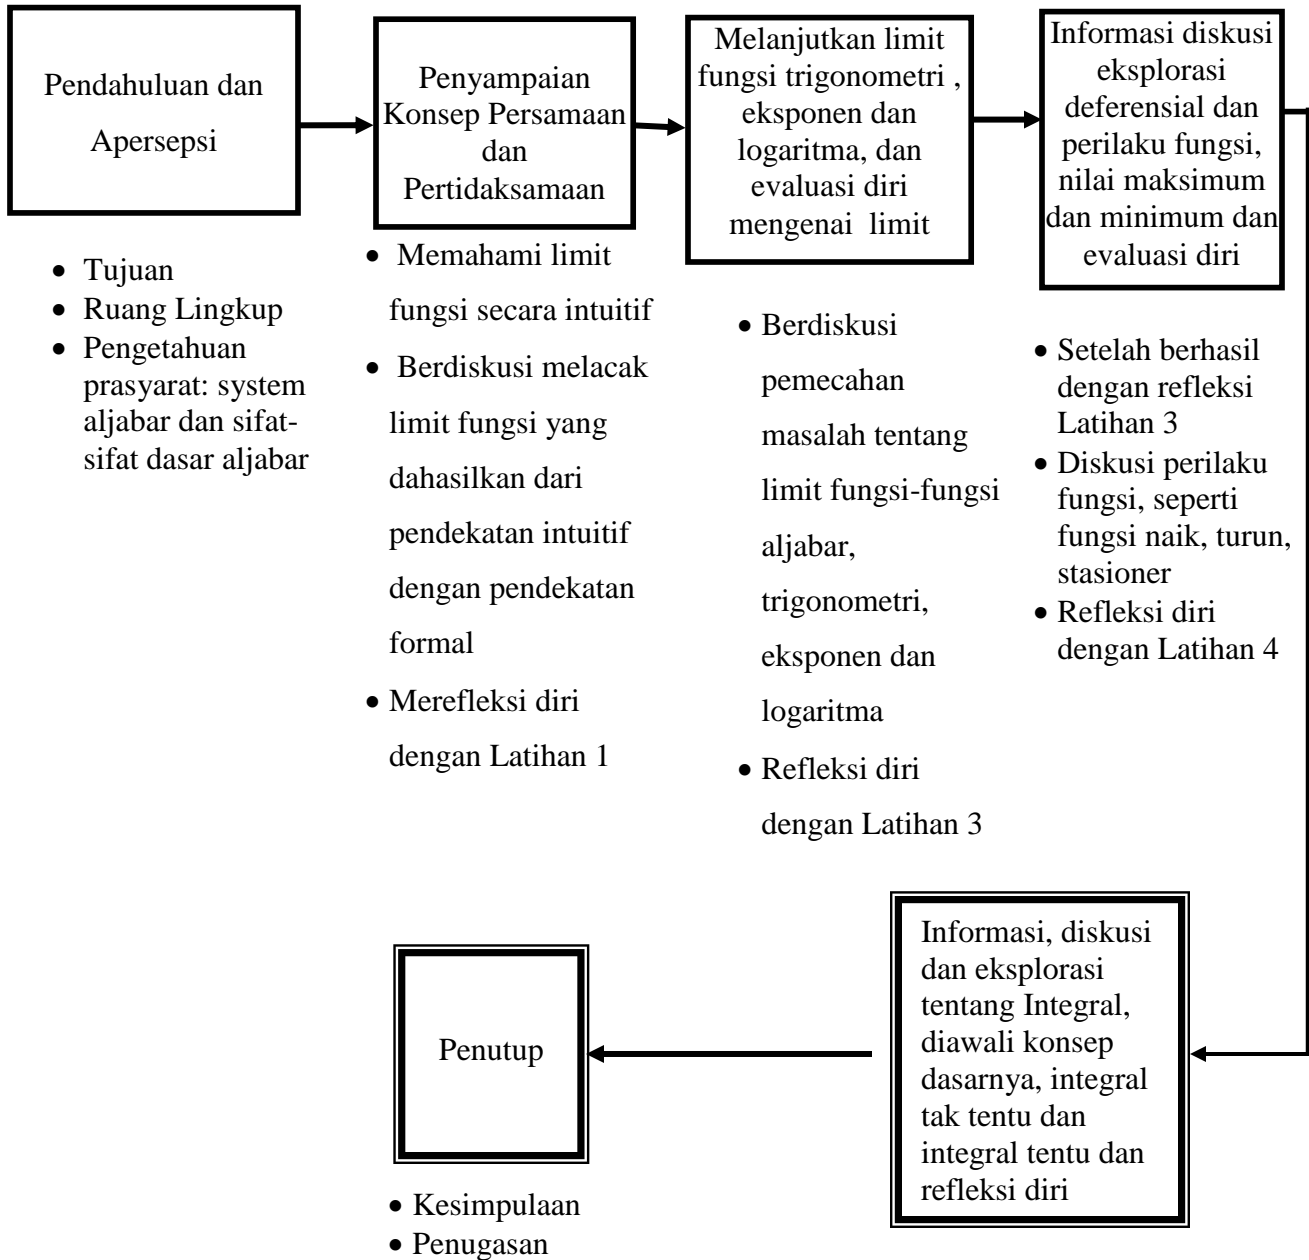 Pendahuluan dan
Apersepsi
• Tujuan
• Ruang Lingkup
• Pengetahuan
prasyarat: system
aljabar dan sifat-
sifat dasar aljabar
Penyampaian
Konsep Persamaan
dan
Pertidaksamaan
• Memahami limit
fungsi secara intuitif
• Berdiskusi melacak
limit fungsi yang
dahasilkan dari
pendekatan intuitif
dengan pendekatan
formal
• Merefleksi diri
dengan Latihan 1
Melanjutkan limit
fungsi trigonometri ,
eksponen dan
logaritma, dan
evaluasi diri
mengenai limit
• Berdiskusi
pemecahan
masalah tentang
limit fungsi-fungsi
aljabar,
trigonometri,
eksponen dan
logaritma
• Refleksi diri
dengan Latihan 3
Informasi diskusi
eksplorasi
deferensial dan
perilaku fungsi,
nilai maksimum
dan minimum dan
evaluasi diri
• Setelah berhasil
dengan refleksi
Latihan 3
• Diskusi perilaku
fungsi, seperti
fungsi naik, turun,
stasioner
• Refleksi diri
dengan Latihan 4
Informasi, diskusi
dan eksplorasi
tentang Integral,
diawali konsep
dasarnya, integral
tak tentu dan
integral tentu dan
refleksi diri
Penutup
• Kesimpulaan
• Penugasan